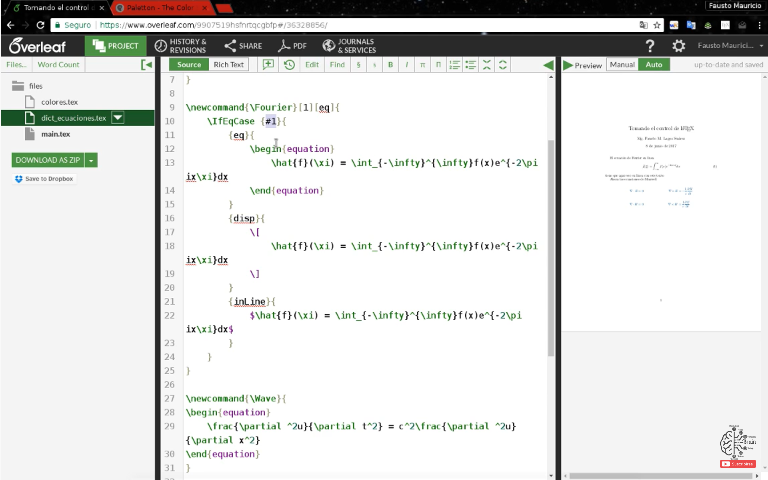 Fausto Mauricio
Tomando el control d
Paletton - The Color
Seguro
https://www.overleaf.com/9907519hsfnrtqcgbfp#/36328856/
Overleaf
PROJECT
HISTORY & REVISIONS
SHARE
PDF
JOURNALS & SERVICES
?
Fausto Maurici...
Files...
Word Count
Source
Rich Text
Edit
Find
§
B
I
π
Preview
Manual
Auto
up-to-date and saved
files
colores.tex
dict_ecuaciones.tex
main.tex
DOWNLOAD AS ZIP
Save to Dropbox
7 }
8
9 \newcommand{\Fourier}[1][eq]{
10 \IfEqCase {#1}{
11 {eq}{
12 \begin{equation}
13 \hat{f}(\xi) = \int_{-\infty}^{\infty}f(x)e^{-2\pi
ix\xi}dx
14 \end{equation}
15 }
16 {disp}{
17 \[
18 \hat{f}(\xi) = \int_{-\infty}^{\infty}f(x)e^{-2\pi
ix\xi}dx
19 \]
20 }
21 {inLine}{
22 $\hat{f}(\xi) = \int_{-\infty}^{\infty}f(x)e^{-2\pi
ix\xi}dx$
23 }
24 }
25 }
26
27 \newcommand{\Wave}{
28 \begin{equation}
29 \frac{\partial ^2u}{\partial t^2} = c^2\frac{\partial ^2u}
{\partial x^2}
30 \end{equation}
31 }
Tomando el control de LATEX